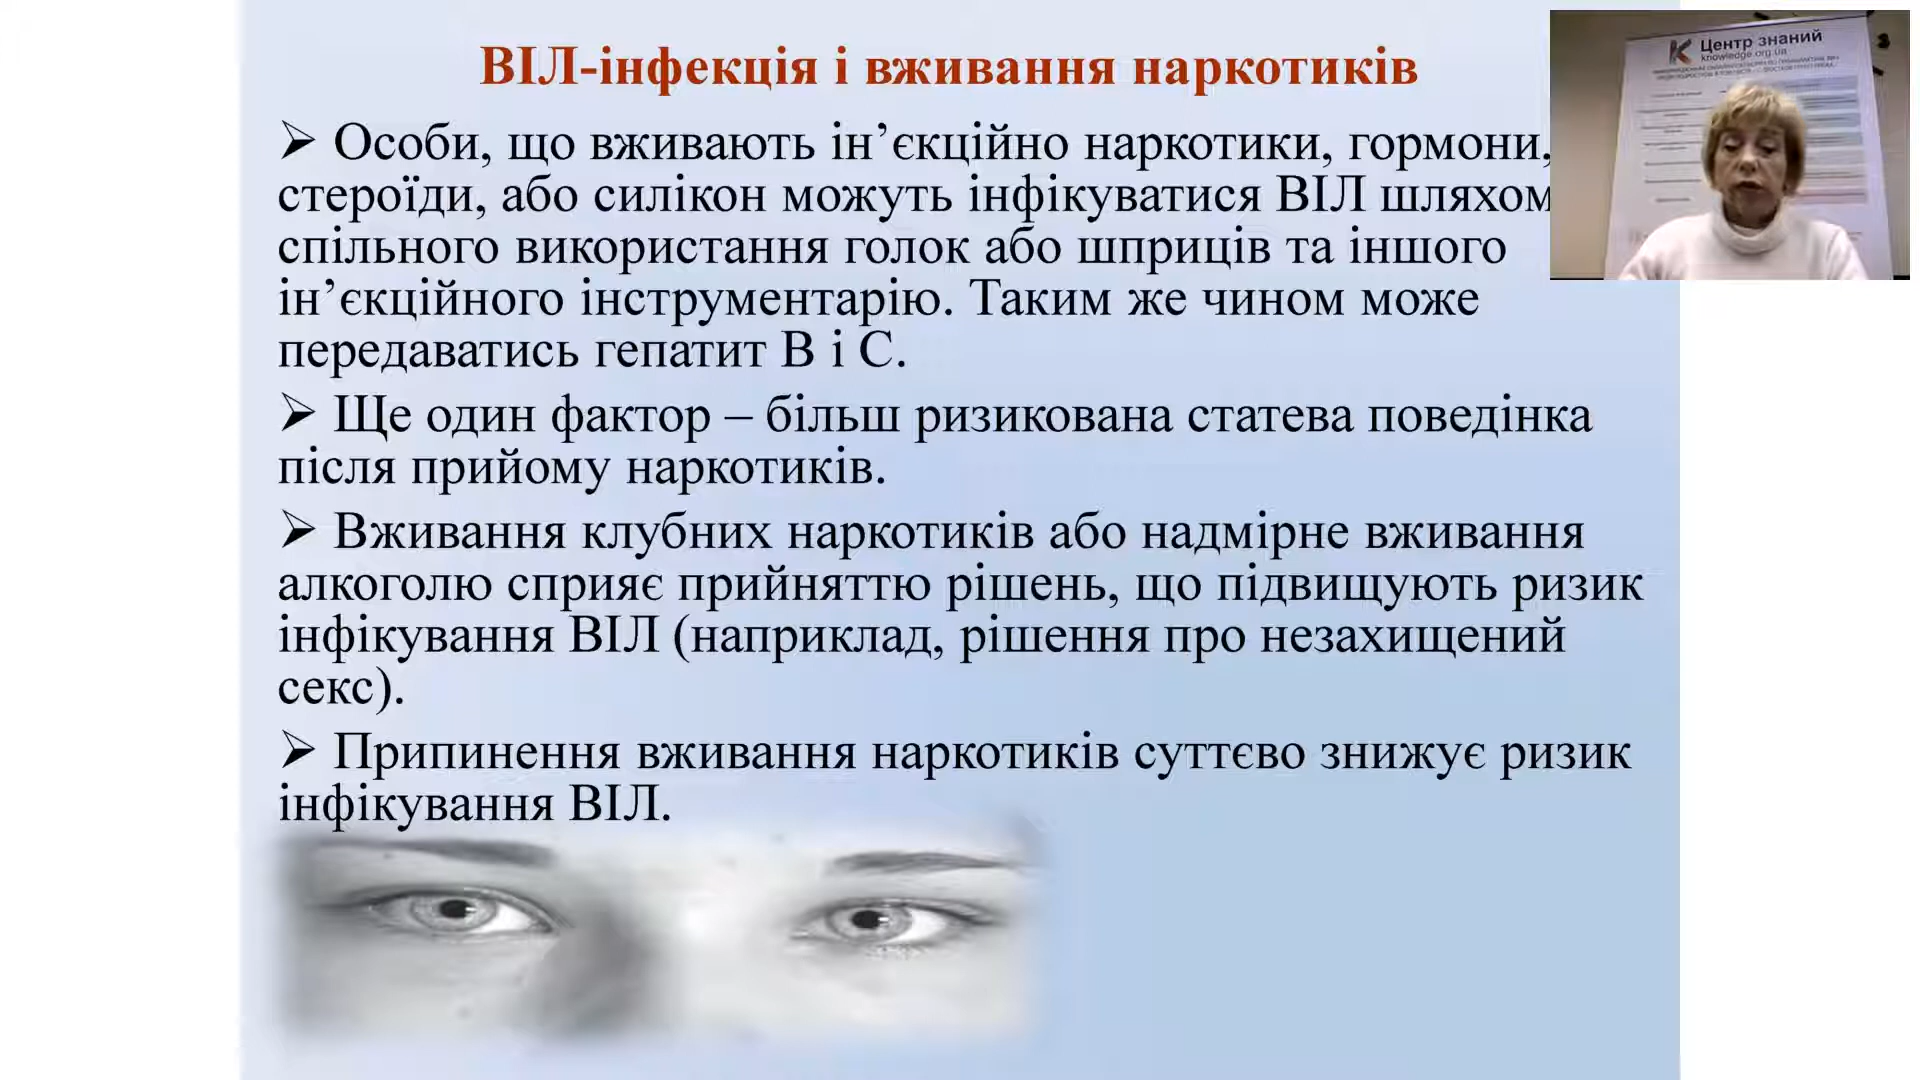 ВІЛ-інфекція і вживання наркотиків
➢ Особи, що вживають ін’єкційно наркотики, гормони,
стероїди, або силікон можуть інфікуватися ВІЛ шляхом
спільного використання голок або шприців та іншого
ін’єкційного інструментарію. Таким же чином може
передаватись гепатит В і С.
➢ Ще один фактор – більш ризикована статева поведінка
після прийому наркотиків.
➢ Вживання клубних наркотиків або надмірне вживання
алкоголю сприяє прийняттю рішень, що підвищують ризик
інфікування ВІЛ (наприклад, рішення про незахищений
секс).
➢ Припинення вживання наркотиків суттєво знижує ризик
інфікування ВІЛ.
Центр знаний
knowledge.org.ua